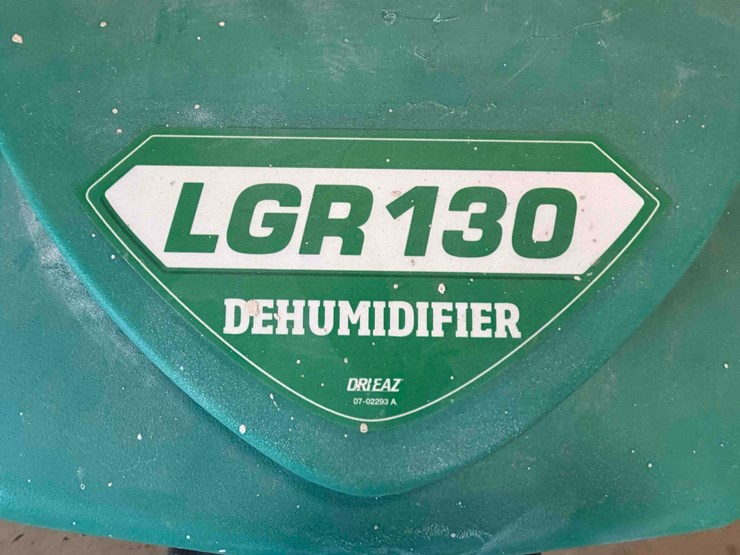 LGR 130
DEHUMIDIFIER
DRI-EAZ
07-02293 A